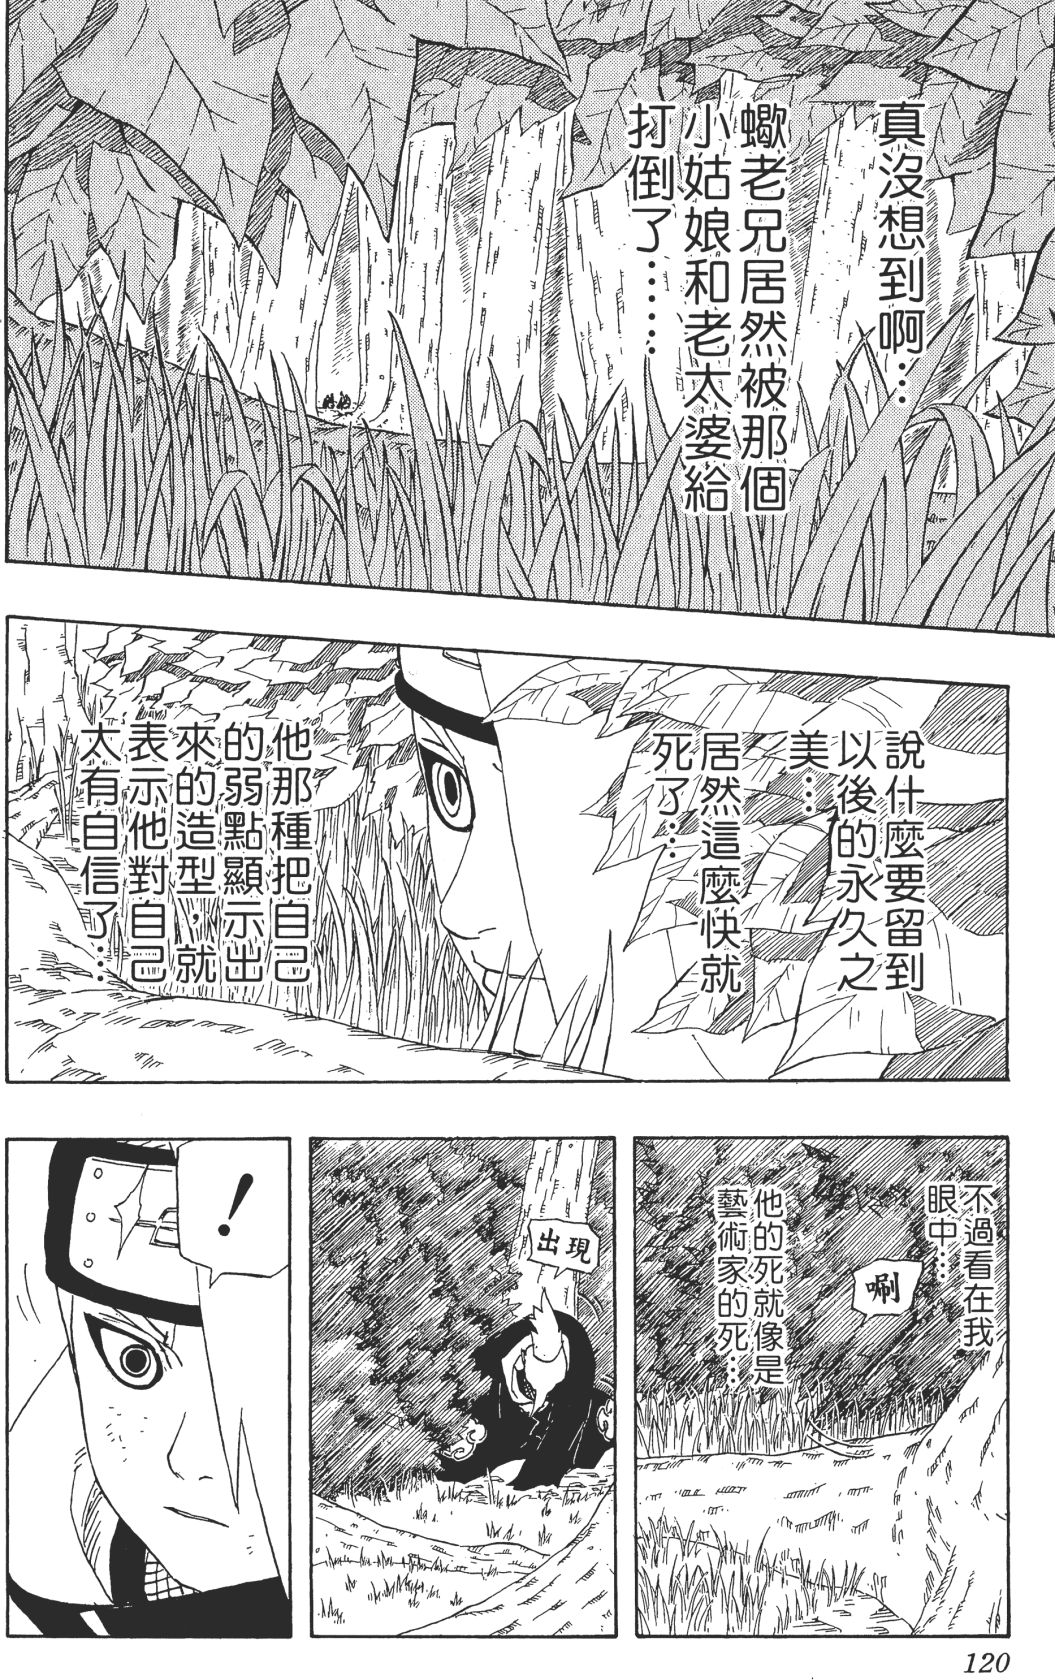 真沒想到啊…
蠍老兄居然被那個
小姑娘和老太婆給
打倒了……
說什麼要留到
以後的永久之
美…
居然這麼快就
死了…
他那種把自己
的弱點顯示出
來的造型，就
表示他對自己
太有自信了…
不過看在我
眼中…
唰
他的死就像是
藝術家的死…
出現
！
120